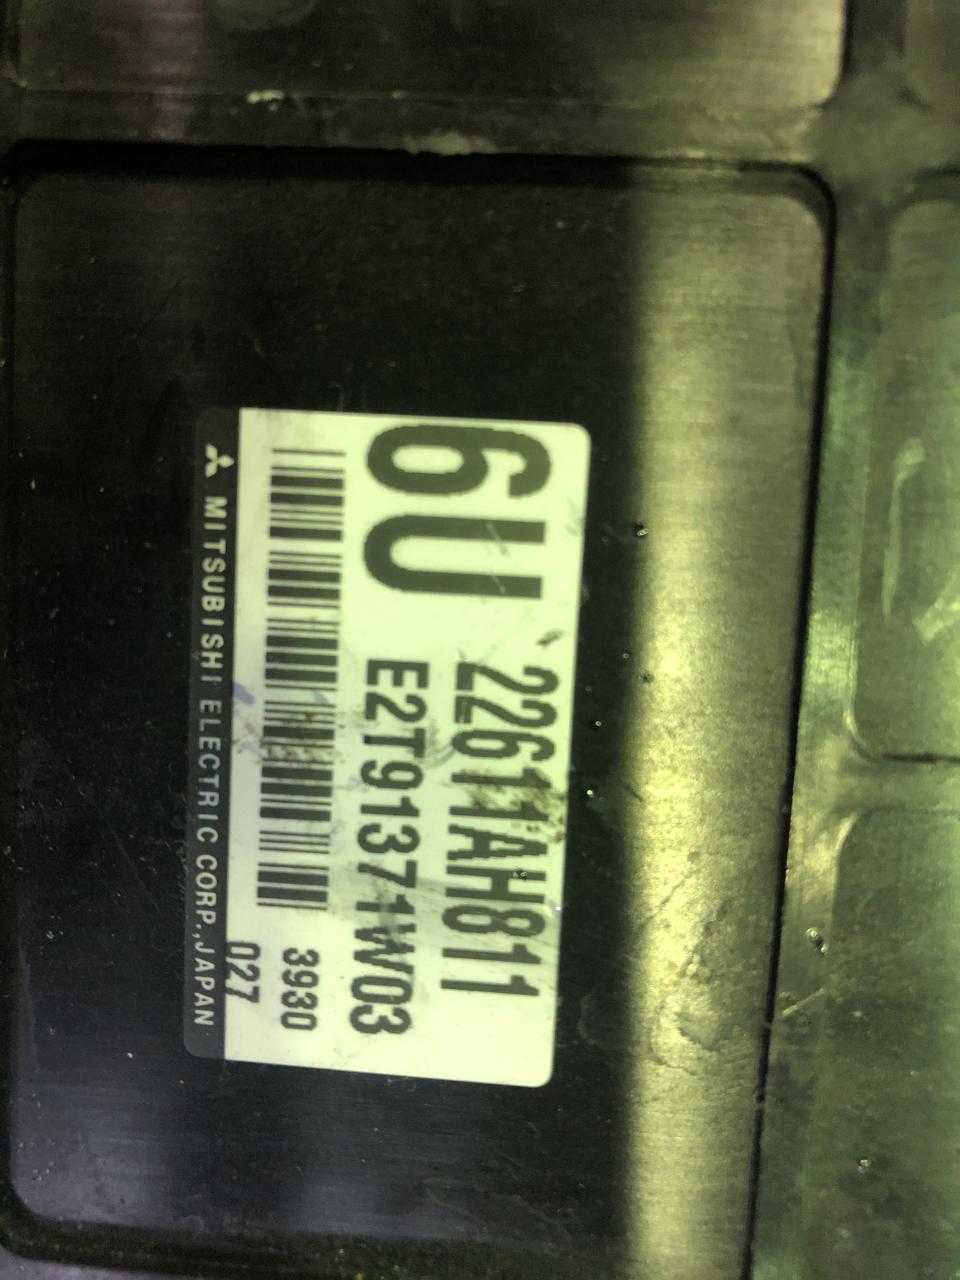 6U
22611AH811
E2T91371W03
3930
027
MITSUBISHI ELECTRIC CORP.,JAPAN